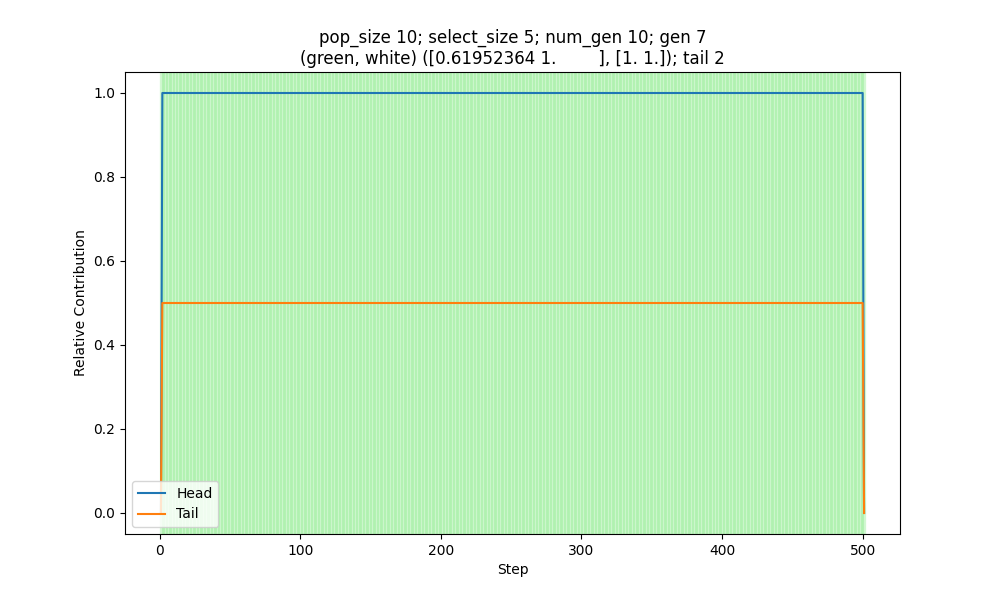 pop_size 10; select_size 5; num_gen 10; gen 7
(green, white) ([0.61952364 1.        ], [1. 1.]); tail 2
1.0
0.8
0.6
0.4
0.2
0.0
Relative Contribution
Head
Tail
0 100 200 300 400 500
Step